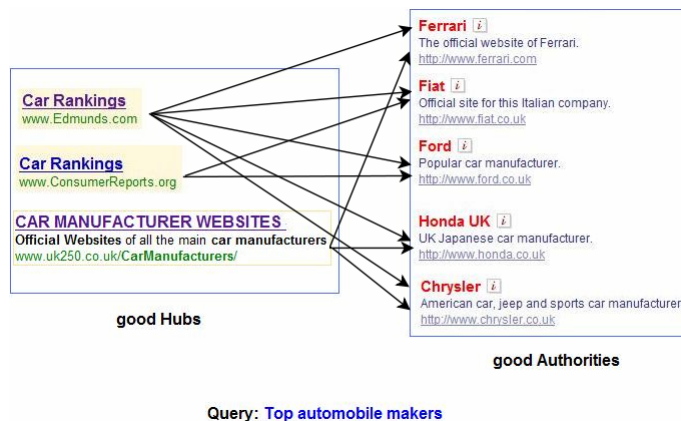 Car Rankings
www.Edmunds.com
Car Rankings
www.ConsumerReports.org
CAR MANUFACTURER WEBSITES
Official Websites of all the main car manufacturers
www.uk250.co.uk/CarManufacturers/
good Hubs
Ferrari i
The official website of Ferrari.
http://www.ferrari.com
Fiat i
Official site for this Italian company.
http://www.fiat.co.uk
Ford i
Popular car manufacturer.
http://www.ford.co.uk
Honda UK i
UK Japanese car manufacturer.
http://www.honda.co.uk
Chrysler i
American car, jeep and sports car manufacturer
http://www.chrysler.co.uk
good Authorities
Query: Top automobile makers